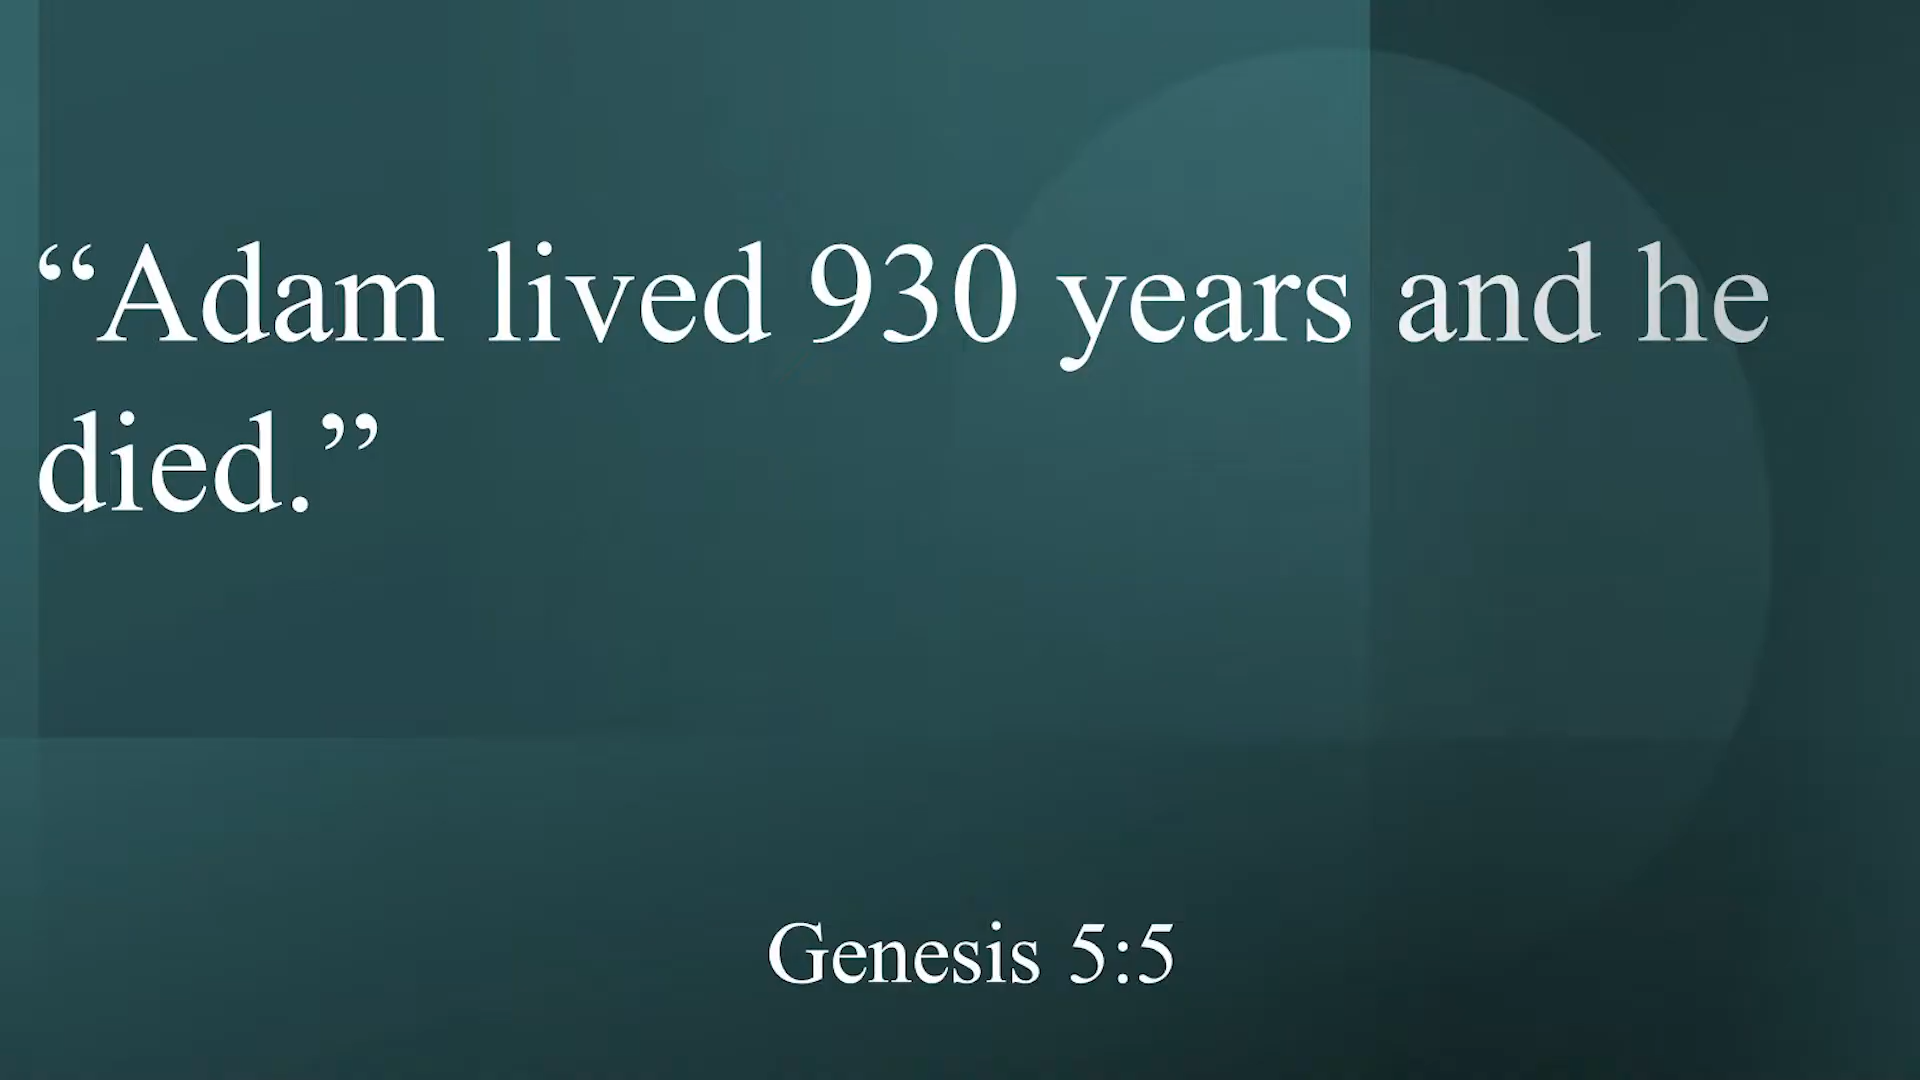 “Adam lived 930 years and he
died.”
Genesis 5:5